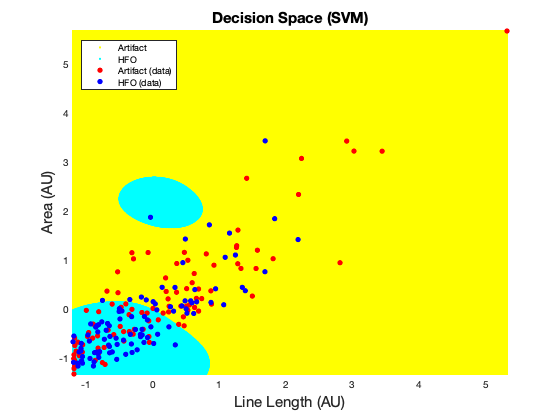 Decision Space (SVM)
Artifact
HFO
Artifact (data)
HFO (data)
Area (AU)
5
4
3
2
1
0
-1
-1 0 1 2 3 4 5
Line Length (AU)